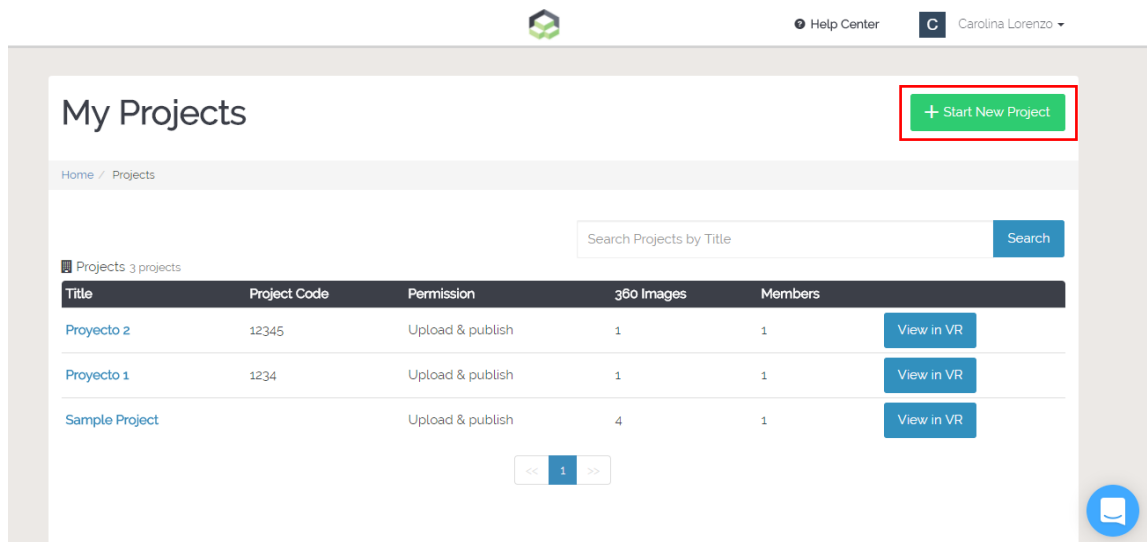 Help Center
C Carolina Lorenzo
My Projects
+ Start New Project
Home / Projects
Search Projects by Title
Search
Projects 3 projects
Title Project Code Permission 360 Images Members
Proyecto 2 12345 Upload & publish 1 1 View in VR
Proyecto 1 1234 Upload & publish 1 1 View in VR
Sample Project Upload & publish 4 1 View in VR
<< 1 >>